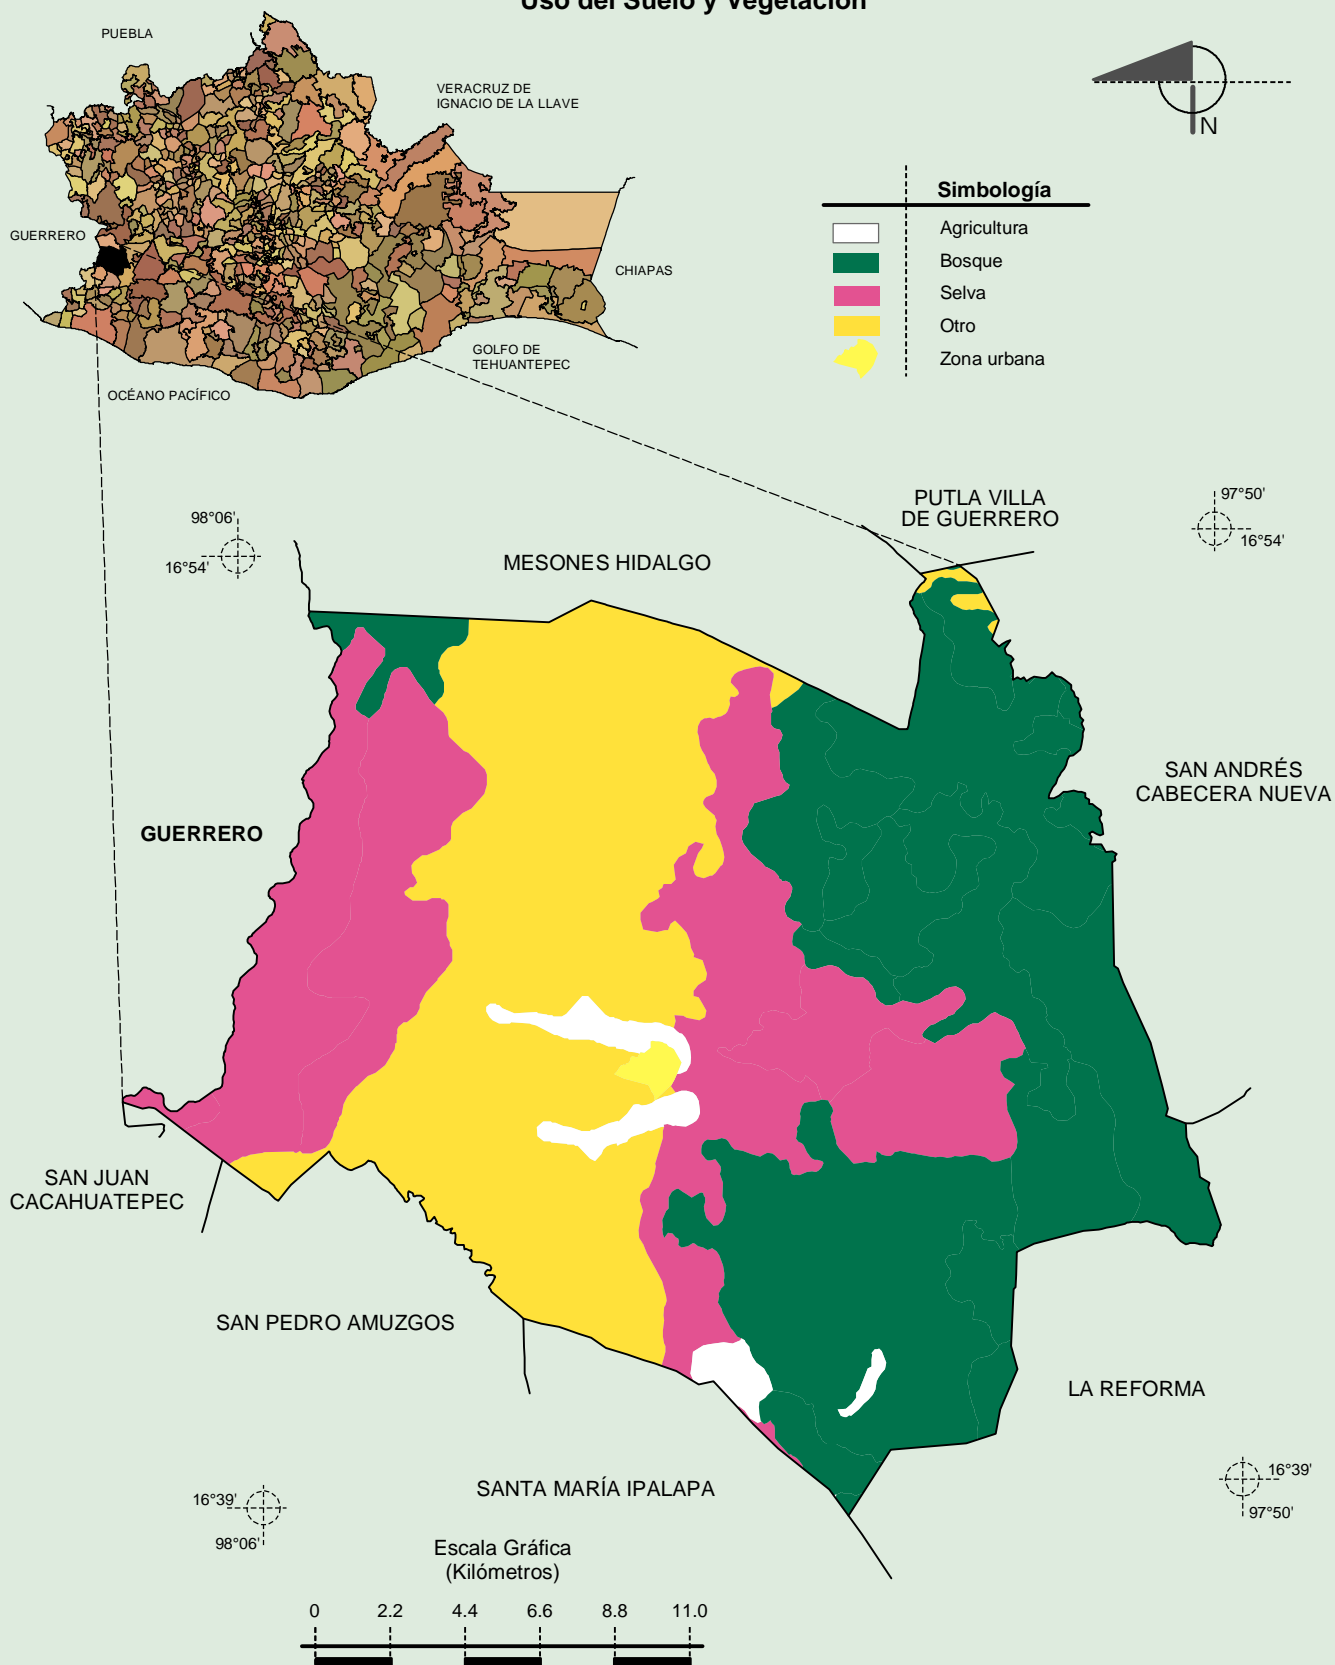 Uso del Suelo y Vegetación
PUEBLA
VERACRUZ DE
IGNACIO DE LA LLAVE
N
GUERRERO
CHIAPAS
GOLFO DE
TEHUANTEPEC
OCÉANO PACÍFICO
Simbología
Agricultura
Bosque
Selva
Otro
Zona urbana
98°06'
16°54'
MESONES HIDALGO
PUTLA VILLA
DE GUERRERO
97°50'
16°54'
SAN ANDRÉS
CABECERA NUEVA
GUERRERO
SAN JUAN
CACAHUATEPEC
SAN PEDRO AMUZGOS
LA REFORMA
SANTA MARÍA IPALAPA
16°39'
98°06'
16°39'
97°50'
Escala Gráfica
(Kilómetros)
0 2.2 4.4 6.6 8.8 11.0